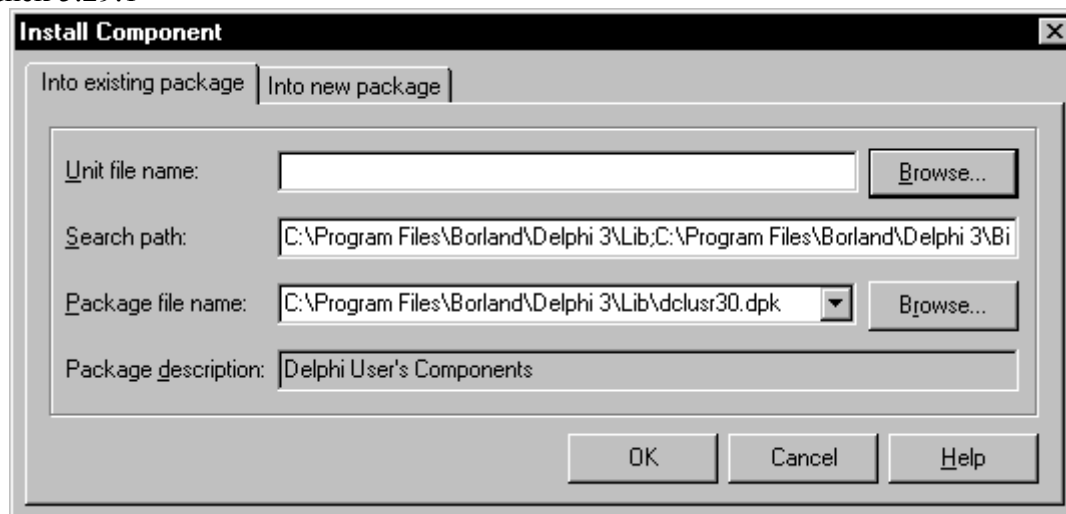 Install Component
Into existing package Into new package
Unit file name: Browse...
Search path: C:\Program Files\Borland\Delphi 3\Lib;C:\Program Files\Borland\Delphi 3\Bi
Package file name: C:\Program Files\Borland\Delphi 3\Lib\dclusr30.dpk Browse...
Package description: Delphi User's Components
OK Cancel Help